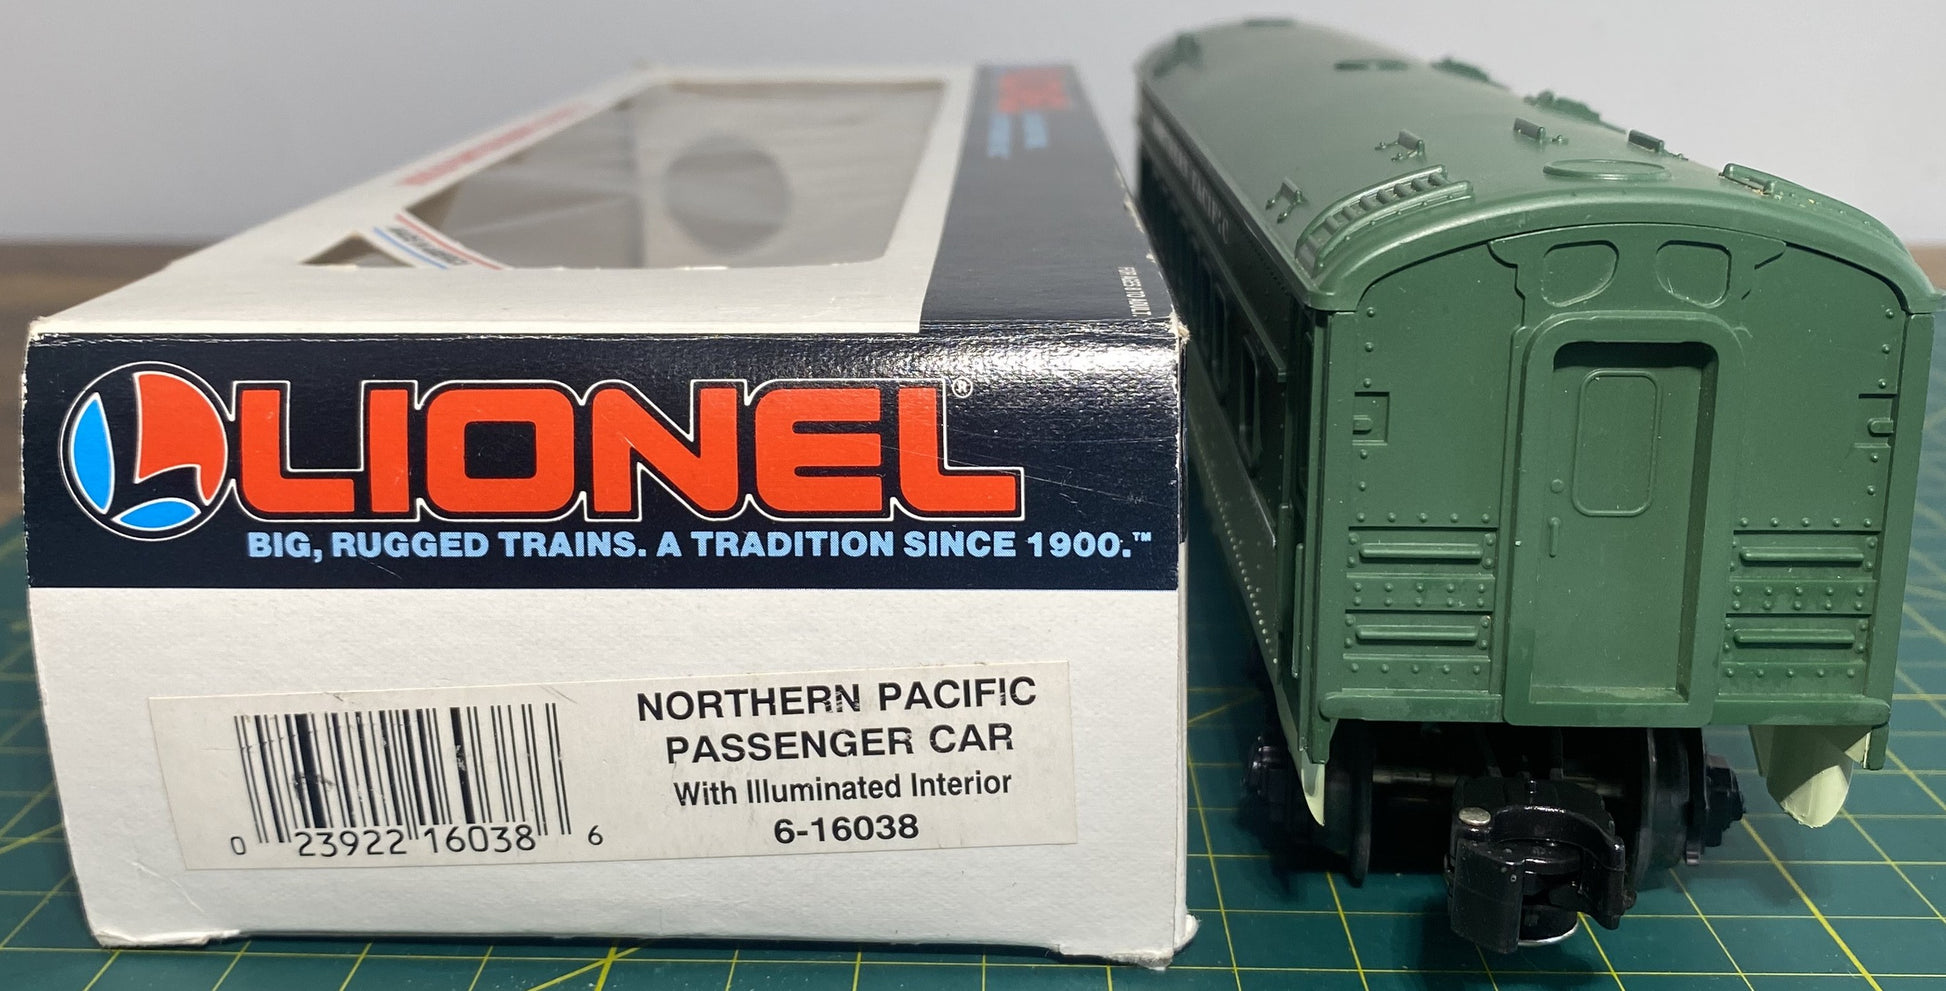 LIONEL®
BIG, RUGGED TRAINS. A TRADITION SINCE 1900.™
NORTHERN PACIFIC
PASSENGER CAR
With Illuminated Interior
6-16038
0 23922 16038 6
LIONEL